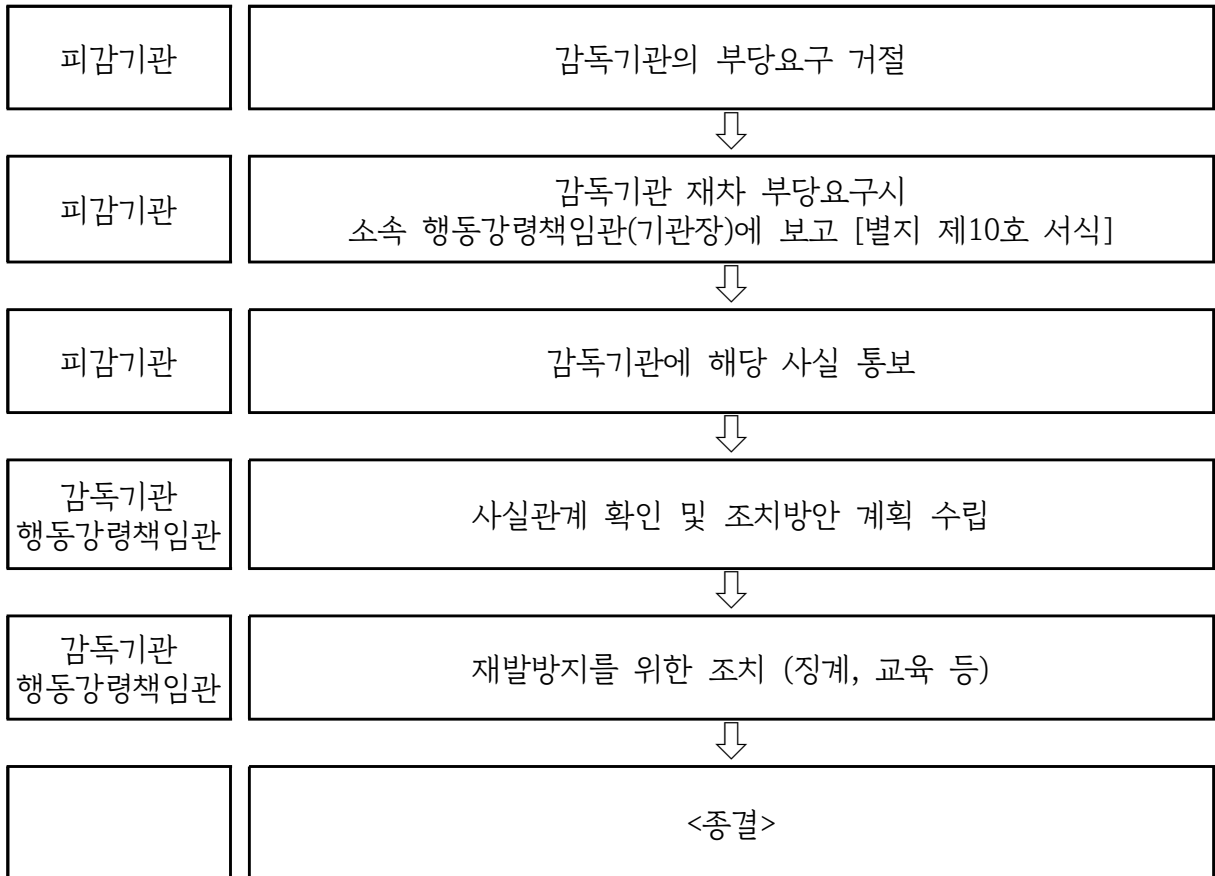 피감기관
감독기관의 부당요구 거절
피감기관
감독기관 재차 부당요구시
소속 행동강령책임관(기관장)에 보고 [별지 제10호 서식]
피감기관
감독기관에 해당 사실 통보
감독기관
행동강령책임관
사실관계 확인 및 조치방안 계획 수립
감독기관
행동강령책임관
재발방지를 위한 조치 (징계, 교육 등)
<종결>